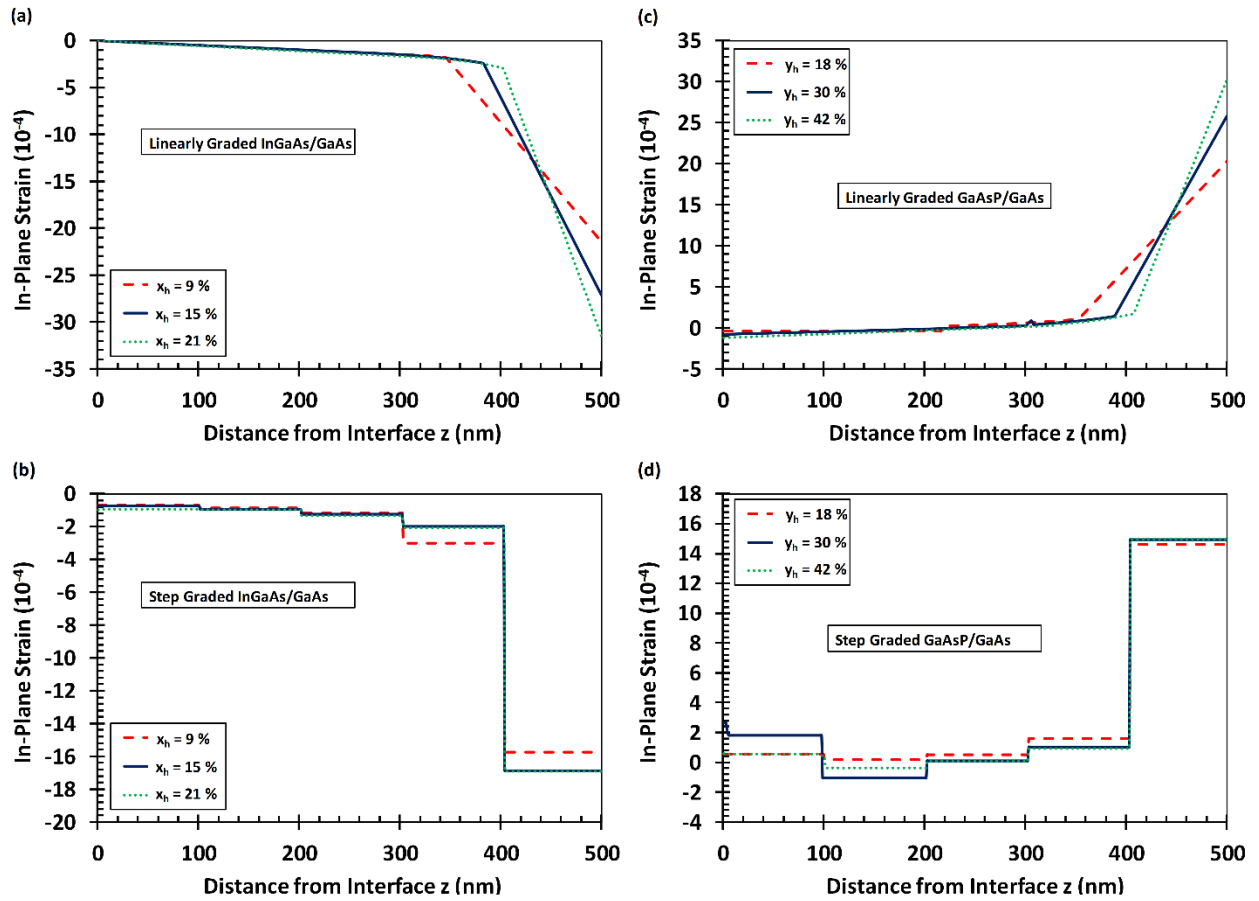 (a)
In-Plane Strain (10-4)
0
-5
-10
-15
-20
-25
-30
-35
Linearly Graded InGaAs/GaAs
xh = 9 %
xh = 15 %
xh = 21 %
0 100 200 300 400 500
Distance from Interface z (nm)
(c)
In-Plane Strain (10-4)
35
30
25
20
15
10
5
0
-5
yh = 18 %
yh = 30 %
yh = 42 %
Linearly Graded GaAsP/GaAs
0 100 200 300 400 500
Distance from Interface z (nm)
(b)
In-Plane Strain (10-4)
0
-2
-4
-6
-8
-10
-12
-14
-16
-18
-20
Step Graded InGaAs/GaAs
xh = 9 %
xh = 15 %
xh = 21 %
0 100 200 300 400 500
Distance from Interface z (nm)
(d)
In-Plane Strain (10-4)
18
16
14
12
10
8
6
4
2
0
-2
-4
yh = 18 %
yh = 30 %
yh = 42 %
Step Graded GaAsP/GaAs
0 100 200 300 400 500
Distance from Interface z (nm)